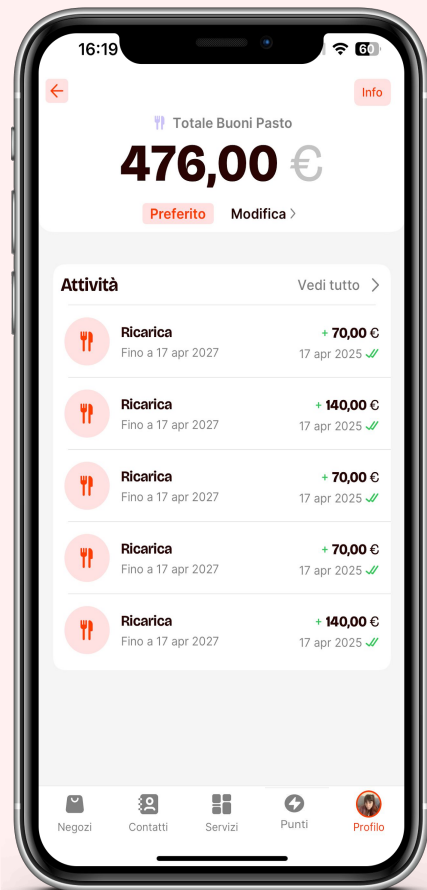 16:19
60
Info
Totale Buoni Pasto
476,00 €
Preferito Modifica >
Attività Vedi tutto >
Ricarica + 70,00 €
Fino a 17 apr 2027 17 apr 2025
Ricarica + 140,00 €
Fino a 17 apr 2027 17 apr 2025
Ricarica + 70,00 €
Fino a 17 apr 2027 17 apr 2025
Ricarica + 70,00 €
Fino a 17 apr 2027 17 apr 2025
Ricarica + 140,00 €
Fino a 17 apr 2027 17 apr 2025
Negozi Contatti Servizi Punti Profilo